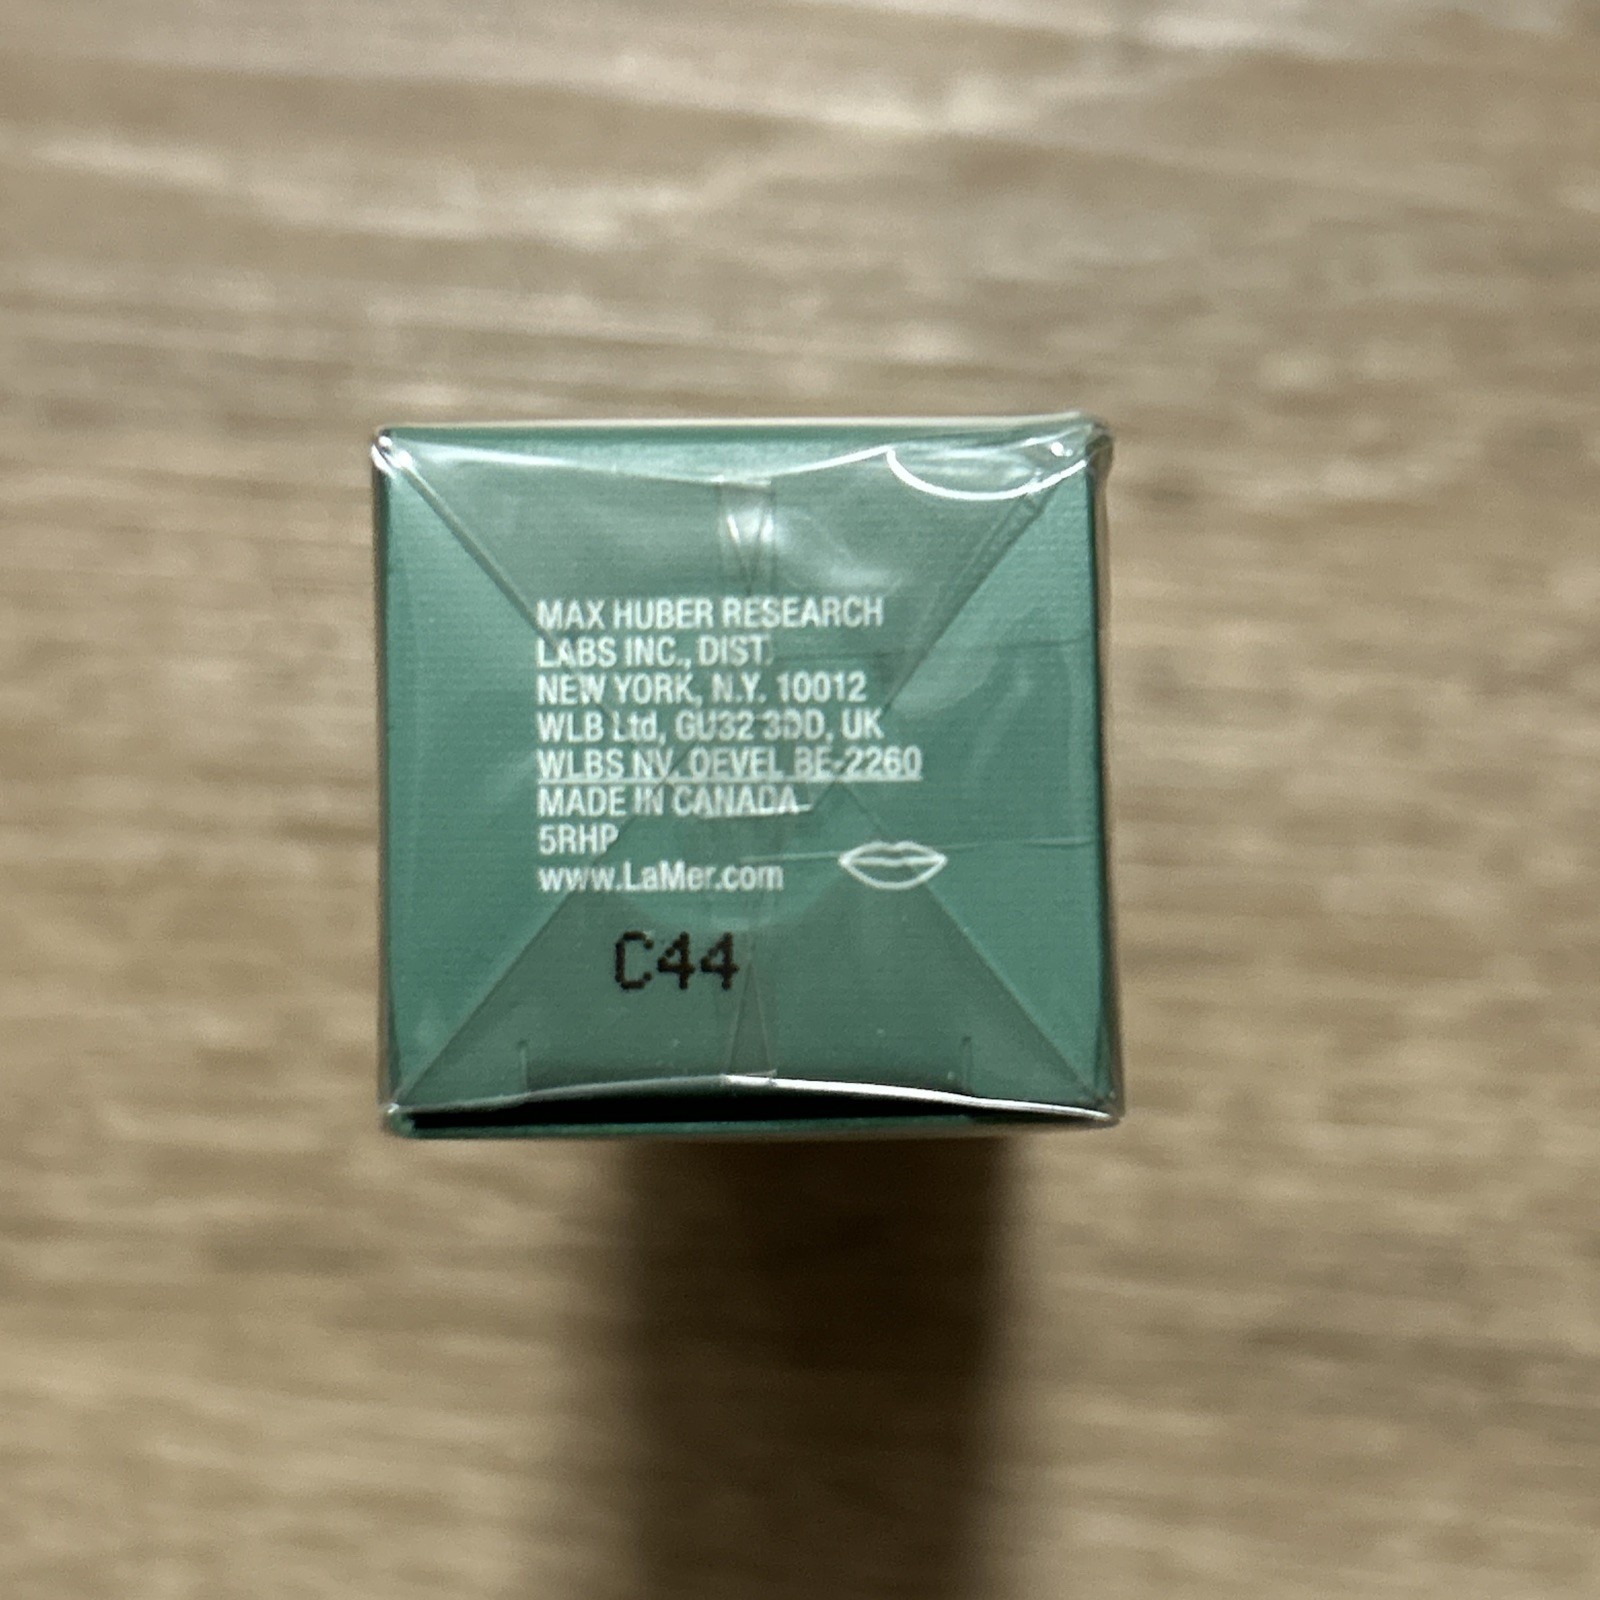 MAX HUBER RESEARCH
LABS INC., DIST.
NEW YORK, N.Y. 10012
WLB Ltd, GU32 3DD, UK
WLBS NV. OEVEL BE-2260
MADE IN CANADA
5RHP
www.LaMer.com
C44